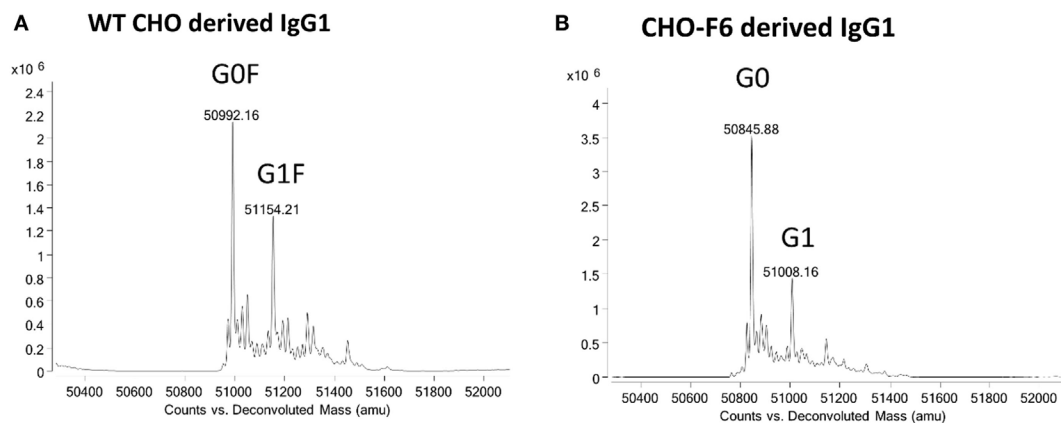 A
WT CHO derived IgG1
x10 6
2.4
2.2
2
1.8
1.6
1.4
1.2
1
0.8
0.6
0.4
0.2
0
G0F
50992.16
G1F
51154.21
50400 50600 50800 51000 51200 51400 51600 51800 52000
Counts vs. Deconvoluted Mass (amu)
B
CHO-F6 derived IgG1
x10 6
4
3.5
3
2.5
2
1.5
1
0.5
0
G0
50845.88
G1
51008.16
50400 50600 50800 51000 51200 51400 51600 51800 52000
Counts vs. Deconvoluted Mass (amu)